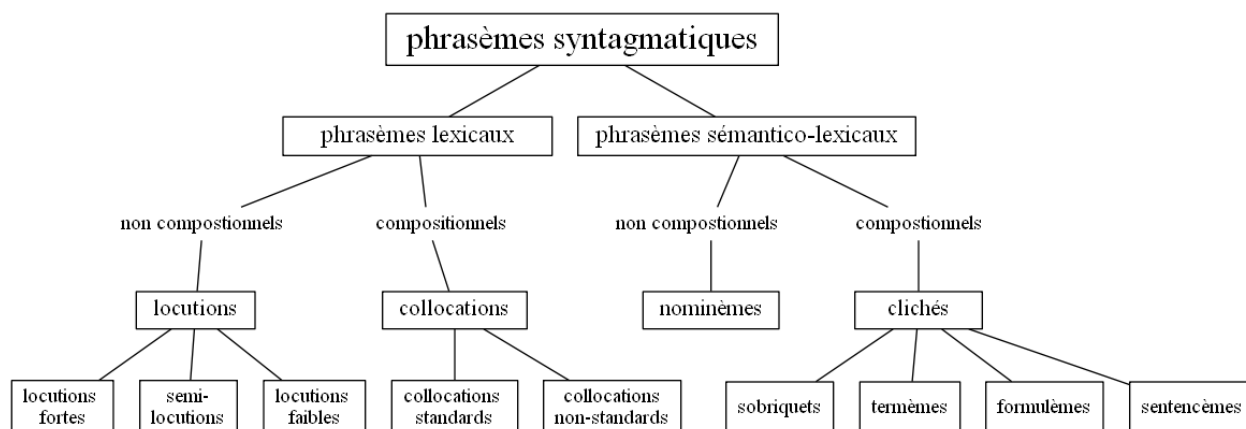 phrasèmes syntagmatiques
phrasèmes lexicaux
phrasèmes sémantico-lexicaux
non compostionnels
compositionnels
non compostionnels
compostionnels
locutions
collocations
nominèmes
clichés
locutions
fortes
semi-
locutions
locutions
faibles
collocations
standards
collocations
non-standards
sobriquets
termèmes
formulèmes
sentencèmes